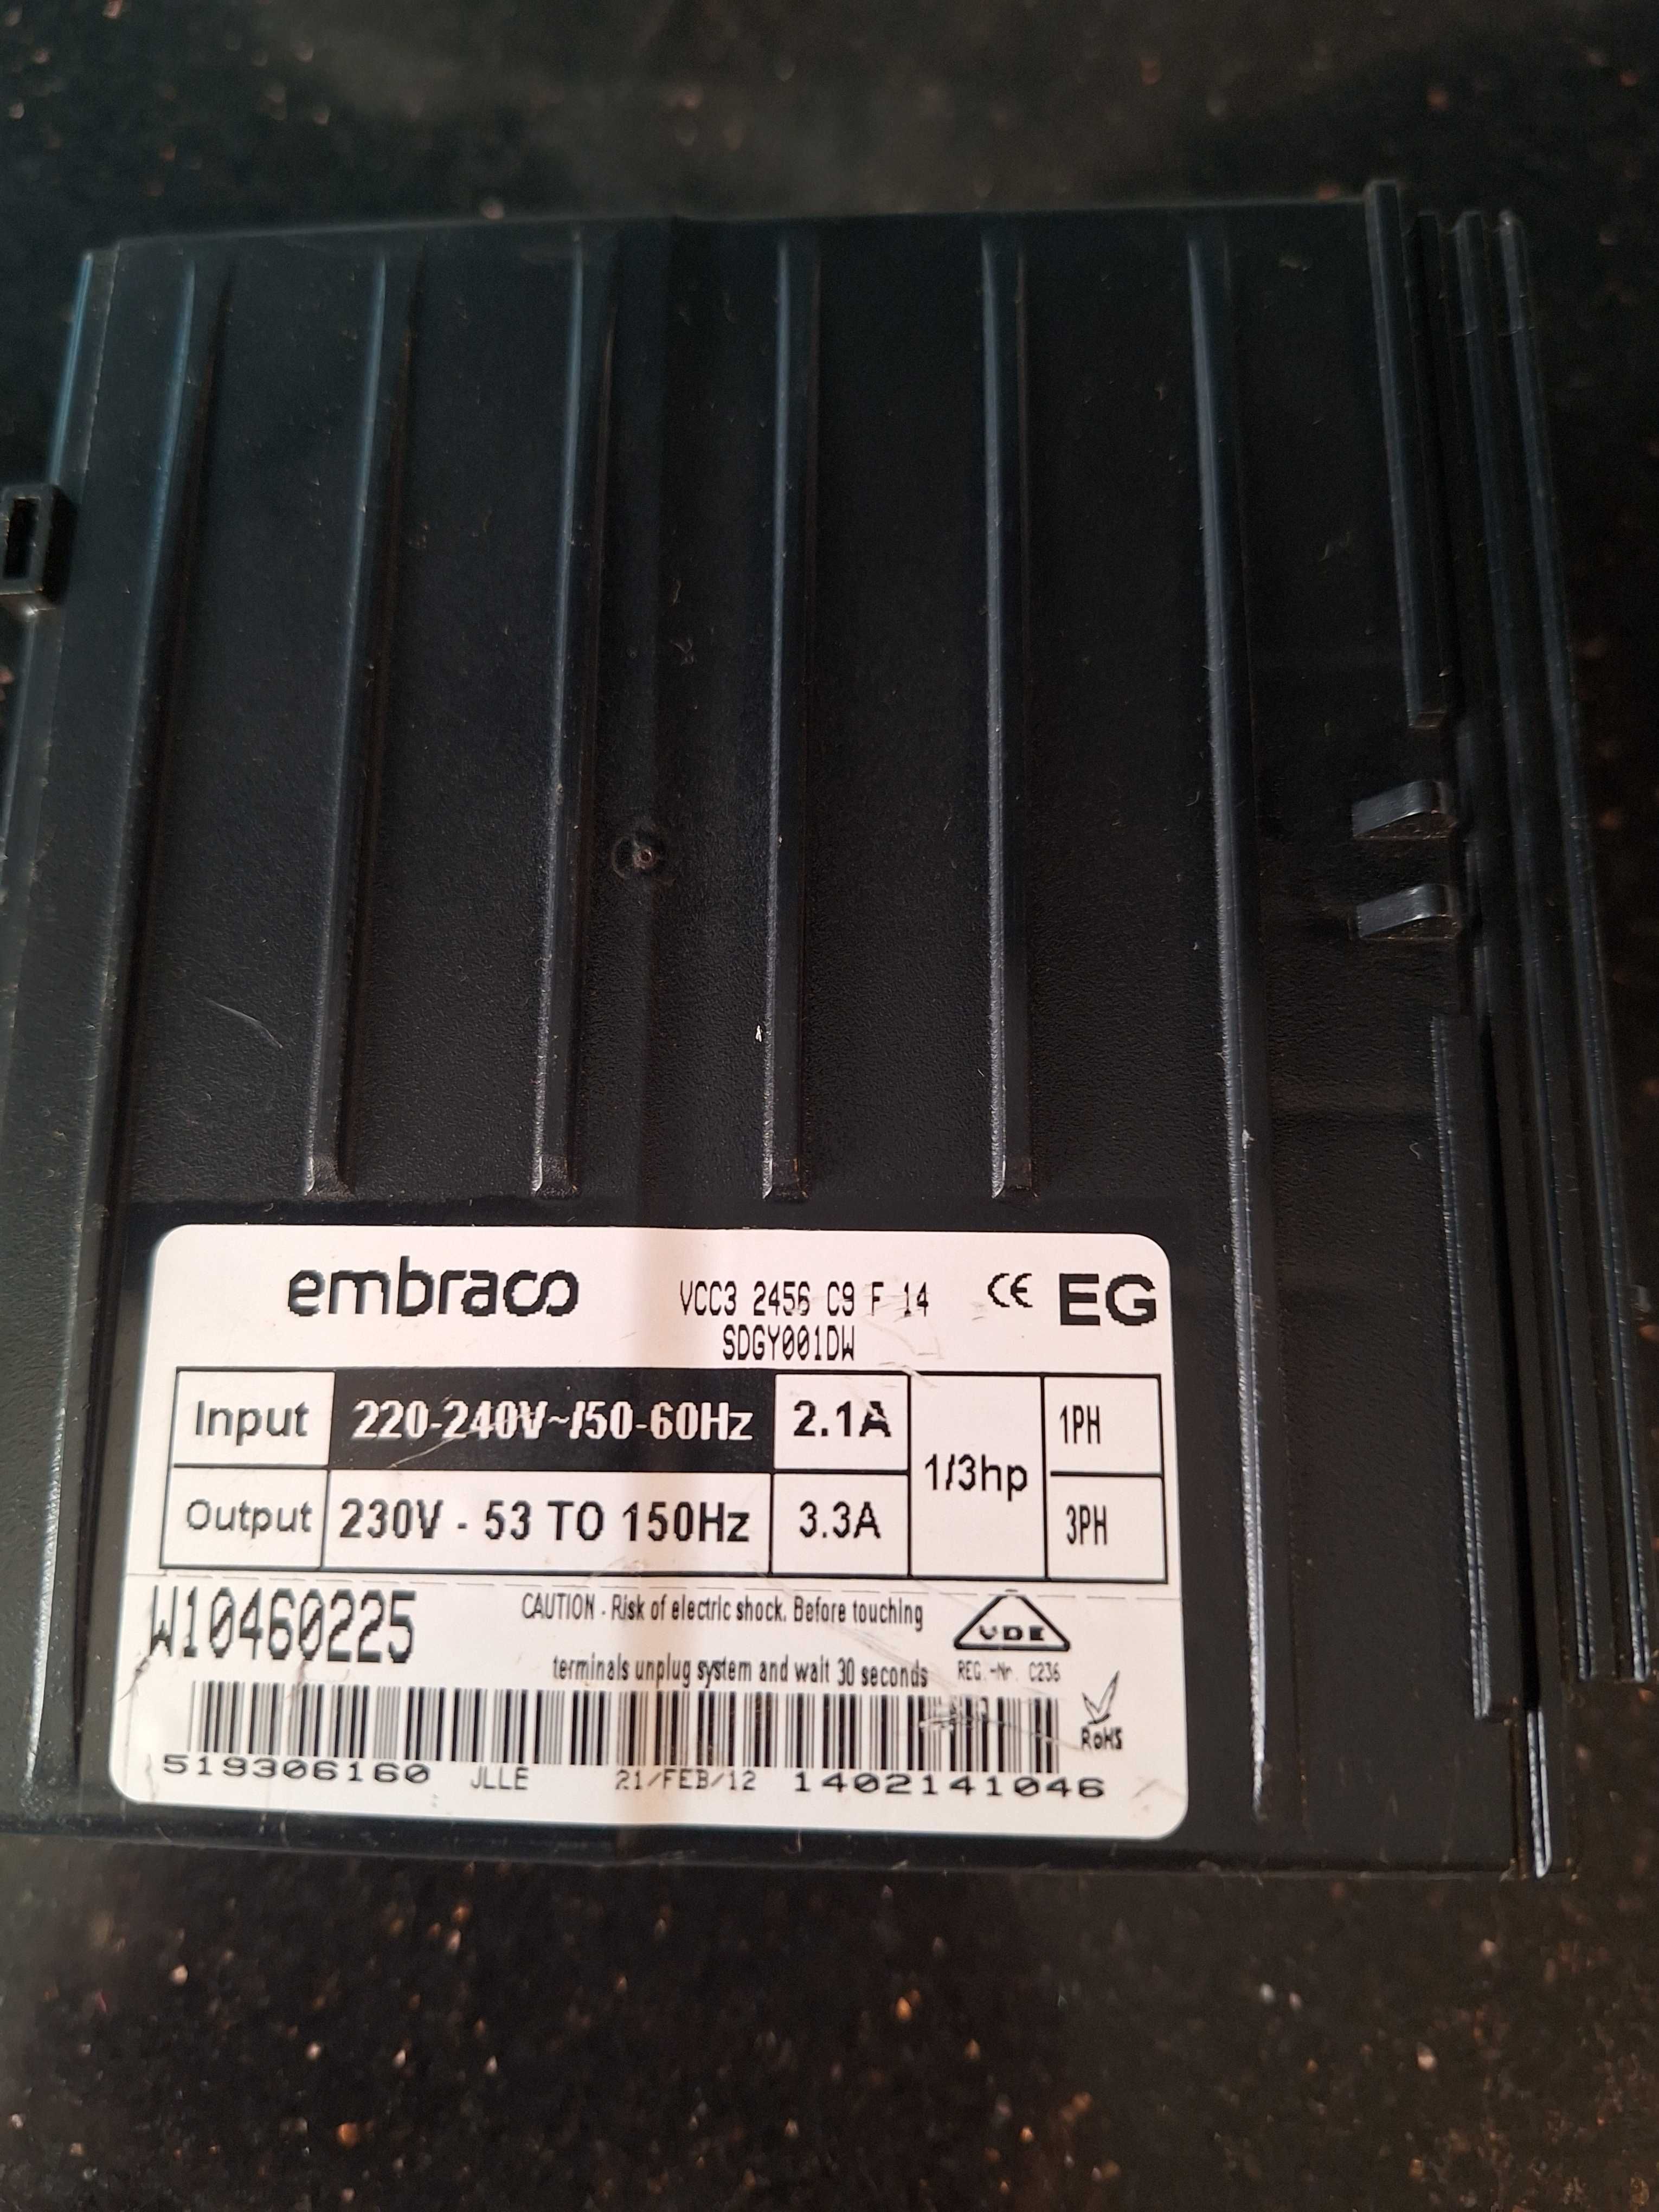 embraco VCC3 2456 C9 F 14 CE EG
SDGY001DW
Input 220-240V~/50-60Hz 2.1A 1/3hp 1PH
Output 230V - 53 TO 150Hz 3.3A 3PH
W10460225 CAUTION - Risk of electric shock. Before touching VDE
terminals unplug system and wait 30 seconds REG.-Nr. C236
RoHS
519306160 JLLE 21/FEB/12 1402141046